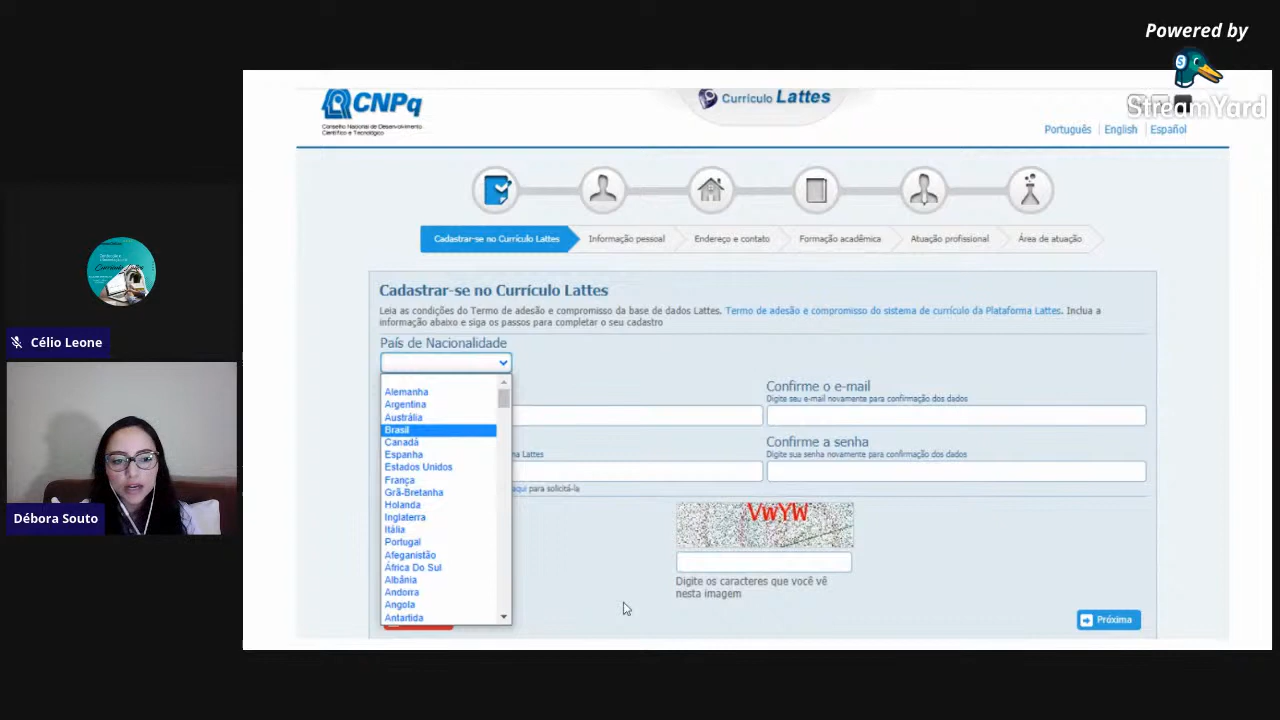 Powered by
StreamYard
CNPq
Conselho Nacional de Desenvolvimento
Científico e Tecnológico
Currículo Lattes
Português English Español
Cadastrar-se no Currículo Lattes
Informação pessoal
Endereço e contato
Formação acadêmica
Atuação profissional
Área de atuação
Cadastrar-se no Currículo Lattes
Leia as condições do Termo de adesão e compromisso da base de dados Lattes. Termo de adesão e compromisso do sistema de currículo da Plataforma Lattes. Inclua a
informação abaixo e siga os passos para completar o seu cadastro
País de Nacionalidade
Alemanha
Argentina
Austrália
Brasil
Canadá
Espanha
Estados Unidos
França
Grã-Bretanha
Holanda
Inglaterra
Itália
Portugal
Afeganistão
África Do Sul
Albânia
Andorra
Angola
Antartida
Confirme o e-mail
Digite seu e-mail novamente para confirmação dos dados
Confirme a senha
Digite sua senha novamente para confirmação dos dados
Lattes
aqui para solicitá-la
VwYW
Digite os caracteres que você vê
nesta imagem
Próxima
Célio Leone
Débora Souto